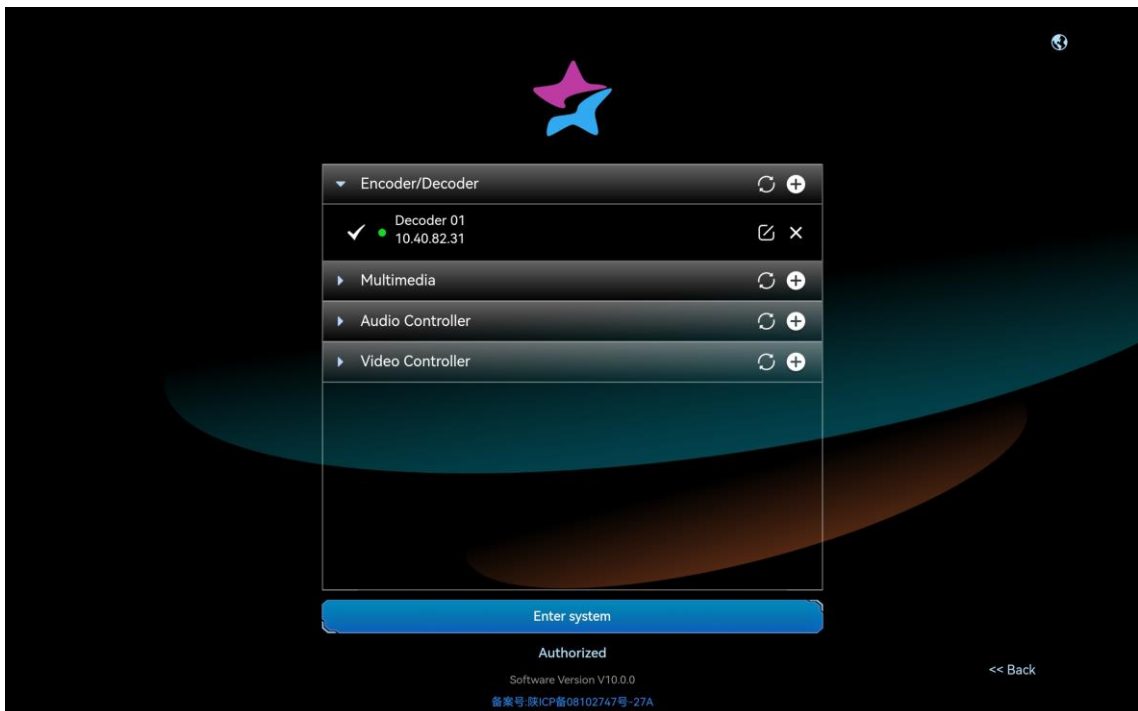 Encoder/Decoder
Decoder 01
10.40.82.31
Multimedia
Audio Controller
Video Controller
Enter system
Authorized
<< Back
Software Version V10.0.0
备案号:陕ICP备08102747号-27A